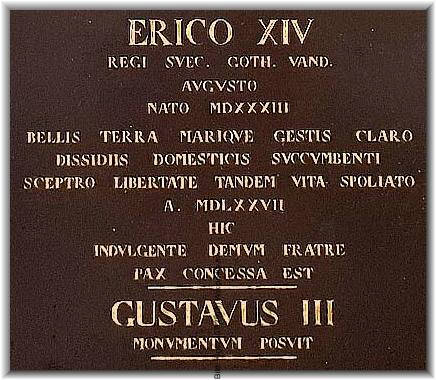 ERICO XIV
REGI SVEC. GOTH. VAND.
AVGVSTO
NATO MDXXXIII
BELLIS TERRA MARIQVE GESTIS CLARO
DISSIDIIS DOMESTICIS SVCCVMBENTI
SCEPTRO LIBERTATE TANDEM VITA SPOLIATO
A. MDLXXVII
HIC
INDVLGENTE DEMVM FRATRE
PAX CONCESSA EST
GUSTAVUS III
MONVMENTVM POSVIT